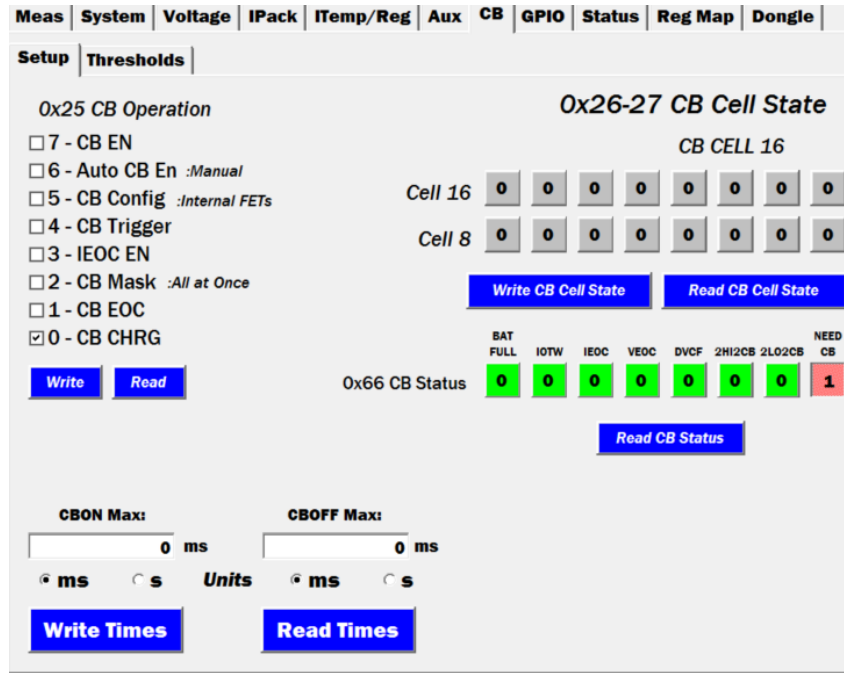 Meas System Voltage IPack ITemp/Reg Aux CB GPIO Status Reg Map Dongle
Setup Thresholds
0x25 CB Operation
7 - CB EN
6 - Auto CB En :Manual
5 - CB Config :Internal FETs
4 - CB Trigger
3 - IEOC EN
2 - CB Mask :All at Once
1 - CB EOC
0 - CB CHRG
Write Read
0x26-27 CB Cell State
CB CELL 16
Cell 16 0 0 0 0 0 0 0 0
Cell 8 0 0 0 0 0 0 0 0
Write CB Cell State Read CB Cell State
BAT FULL IOTW IEOC VEOC DVCF 2HI2CB 2LO2CB NEED CB
0x66 CB Status 0 0 0 0 0 0 0 1
Read CB Status
CBON Max: CBOFF Max:
0 ms 0 ms
ms s Units ms s
Write Times Read Times